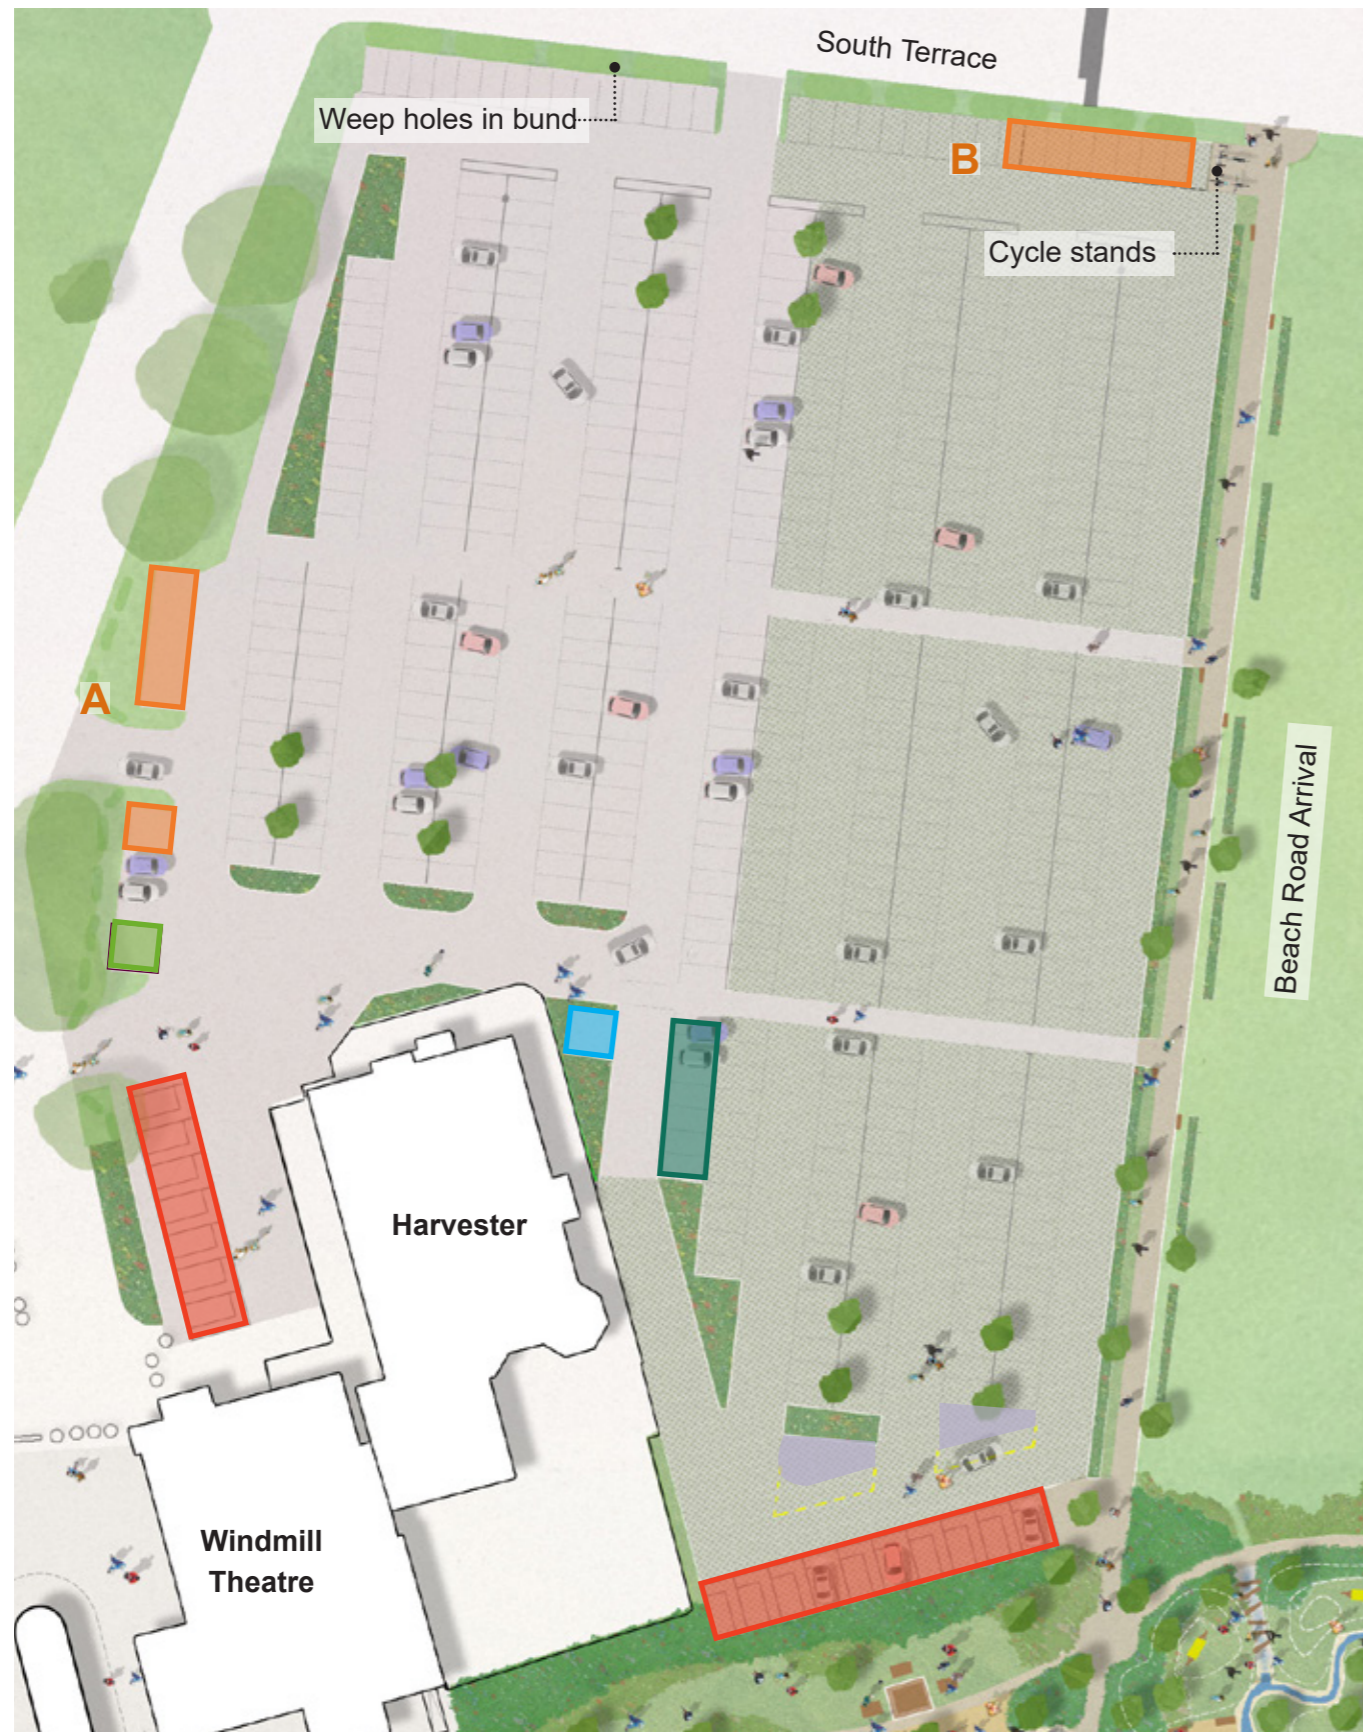 South Terrace
Weep holes in bund
B
Cycle stands
A
Beach Road Arrival
Harvester
Windmill
Theatre